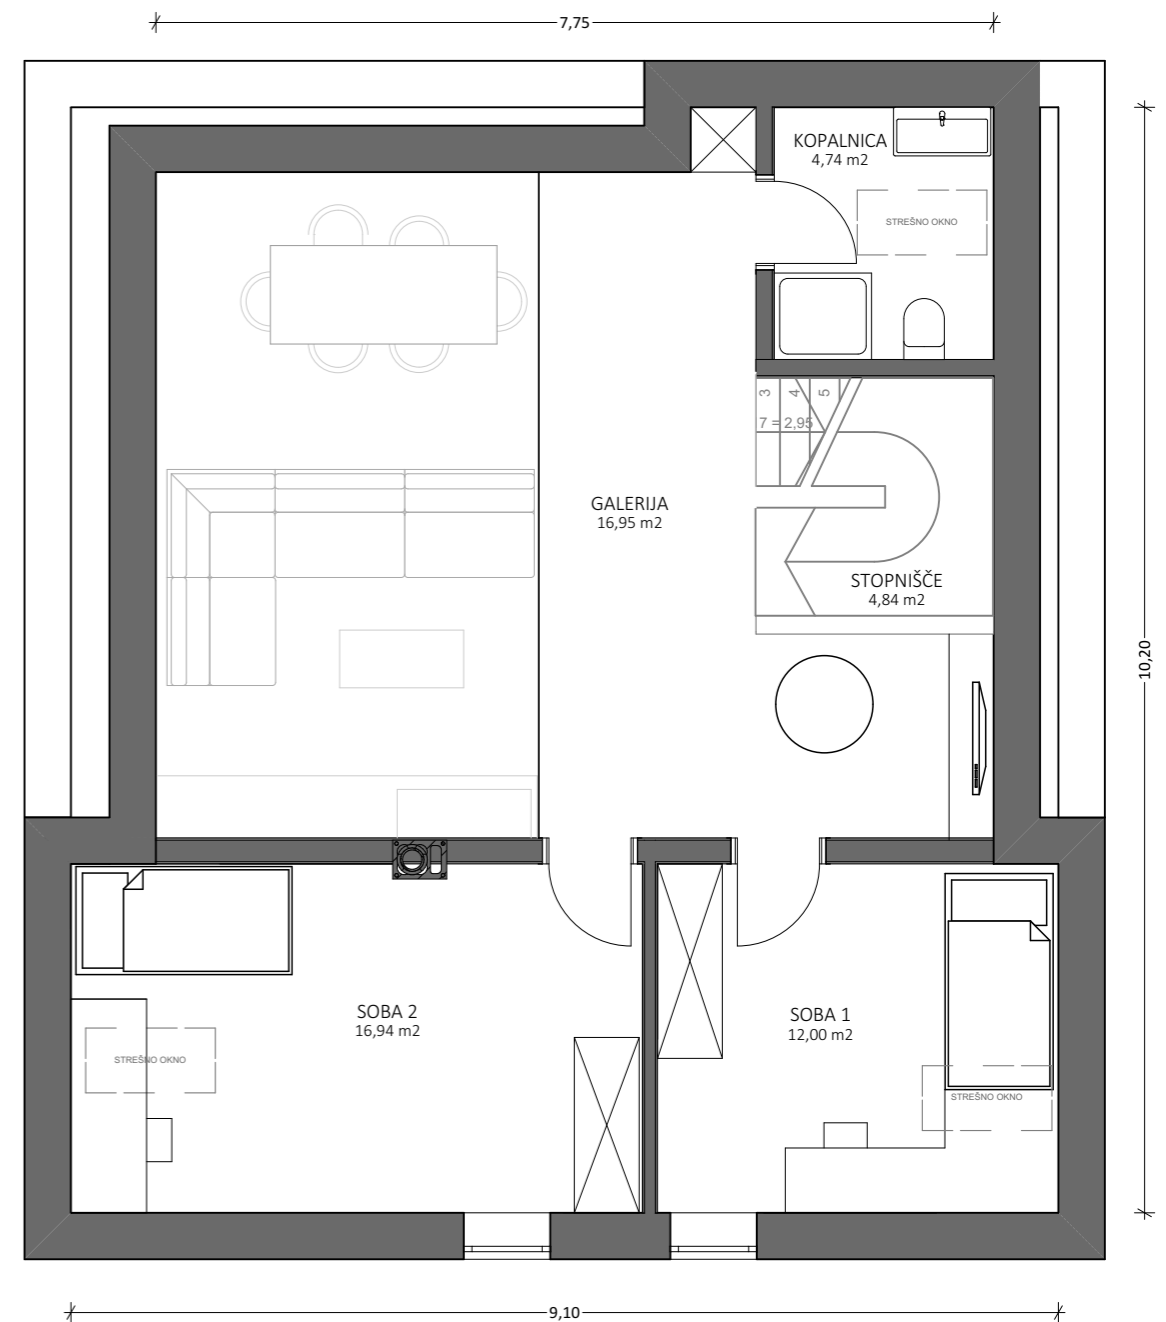 7,75
KOPALNICA
4,74 m2
STREŠNO OKNO
3 4 5
7 = 2,95
GALERIJA
16,95 m2
STOPNIŠČE
4,84 m2
10,20
SOBA 2
16,94 m2
SOBA 1
12,00 m2
STREŠNO OKNO
STREŠNO OKNO
9,10